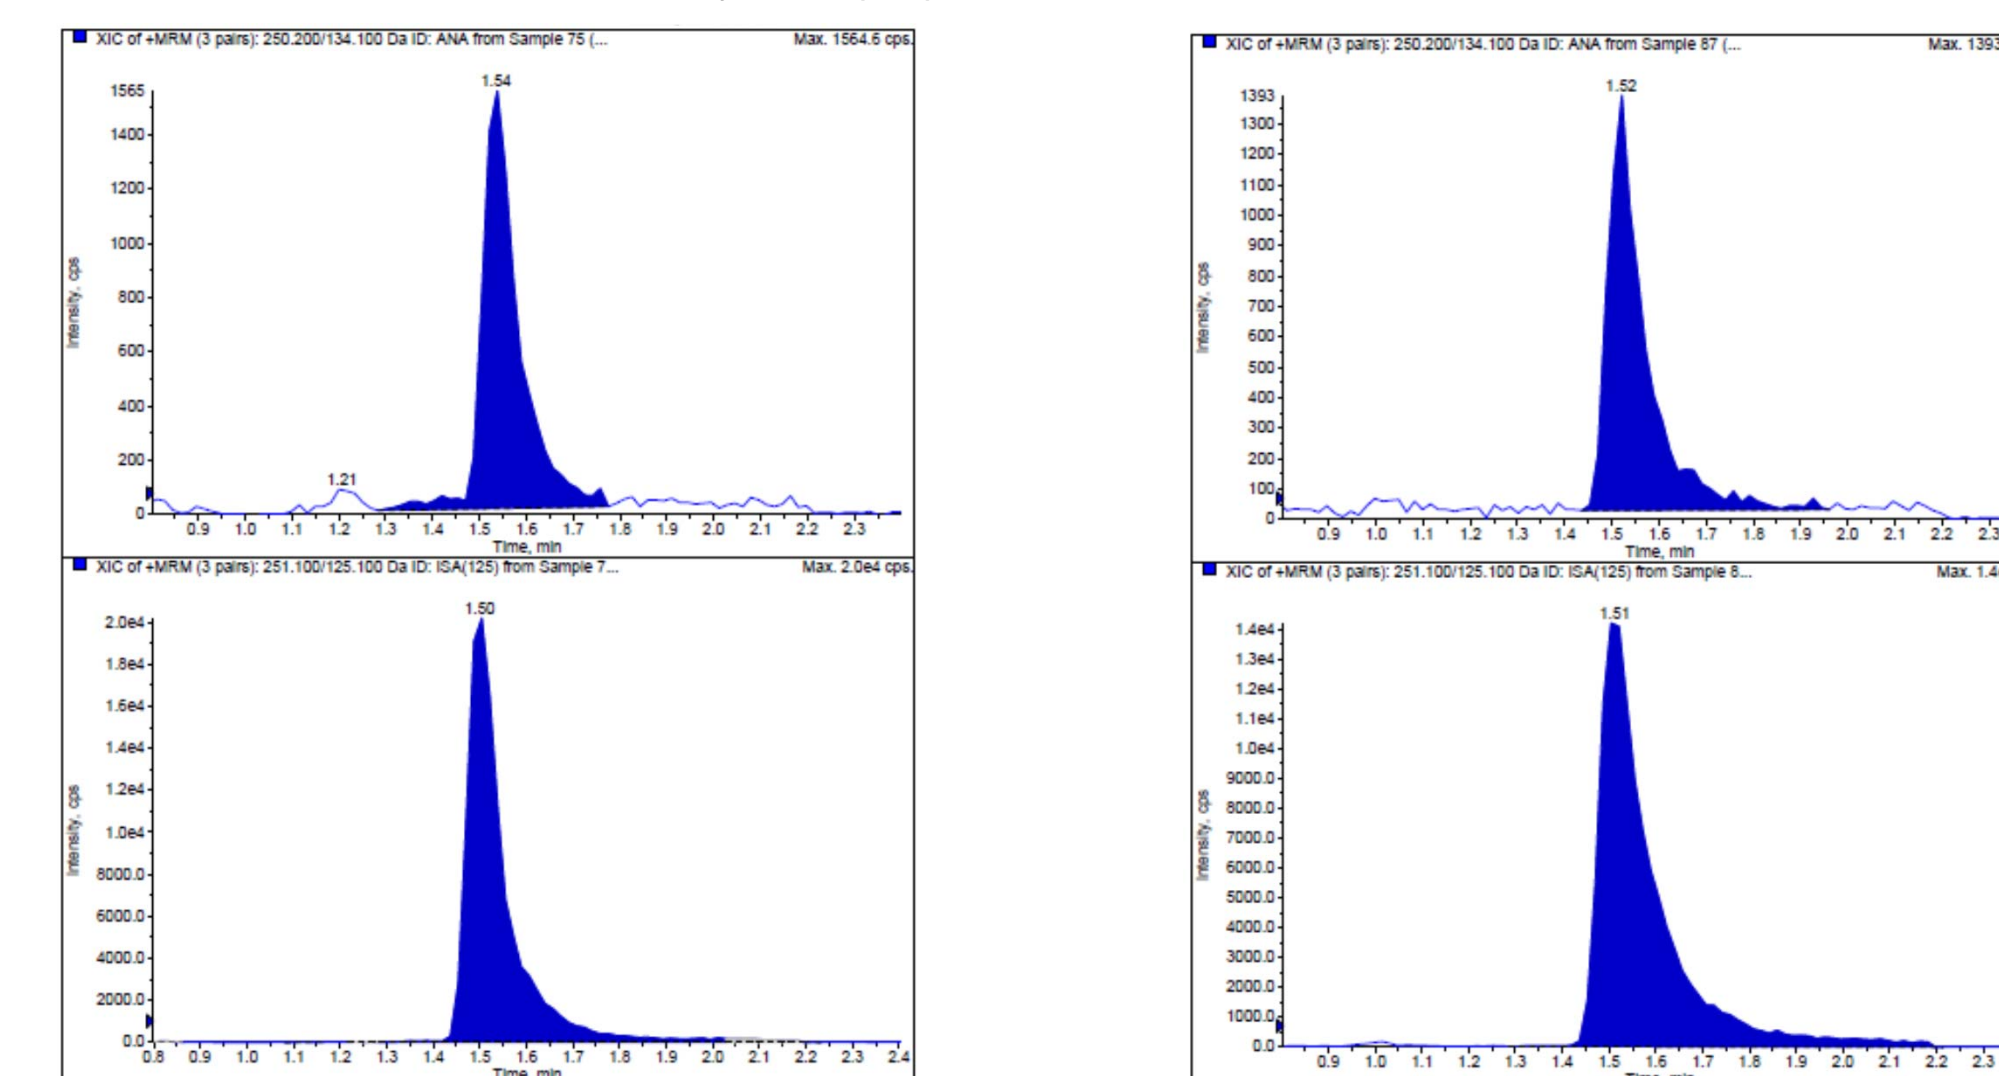 XIC of +MRM (3 pairs): 250.200/134.100 Da ID: ANA from Sample 75 (... Max. 1564.6 cps.
1.54
1565
1400
1200
1000
800
600
400
200
0
Intensity, cps
1.21
0.9 1.0 1.1 1.2 1.3 1.4 1.5 1.6 1.7 1.8 1.9 2.0 2.1 2.2 2.3
Time, min
XIC of +MRM (3 pairs): 251.100/125.100 Da ID: ISA(125) from Sample 7... Max. 2.0e4 cps.
1.50
2.0e4
1.8e4
1.6e4
1.4e4
1.2e4
1.0e4
8000.0
6000.0
4000.0
2000.0
0.0
Intensity, cps
0.8 0.9 1.0 1.1 1.2 1.3 1.4 1.5 1.6 1.7 1.8 1.9 2.0 2.1 2.2 2.3 2.4
Time, min
XIC of +MRM (3 pairs): 250.200/134.100 Da ID: ANA from Sample 87 (... Max. 1393
1.52
1393
1300
1200
1100
1000
900
800
700
600
500
400
300
200
100
0
Intensity, cps
0.9 1.0 1.1 1.2 1.3 1.4 1.5 1.6 1.7 1.8 1.9 2.0 2.1 2.2 2.3
Time, min
XIC of +MRM (3 pairs): 251.100/125.100 Da ID: ISA(125) from Sample 8... Max. 1.4
1.51
1.4e4
1.3e4
1.2e4
1.1e4
1.0e4
9000.0
8000.0
7000.0
6000.0
5000.0
4000.0
3000.0
2000.0
1000.0
0.0
Intensity, cps
0.9 1.0 1.1 1.2 1.3 1.4 1.5 1.6 1.7 1.8 1.9 2.0 2.1 2.2 2.3
Time, min